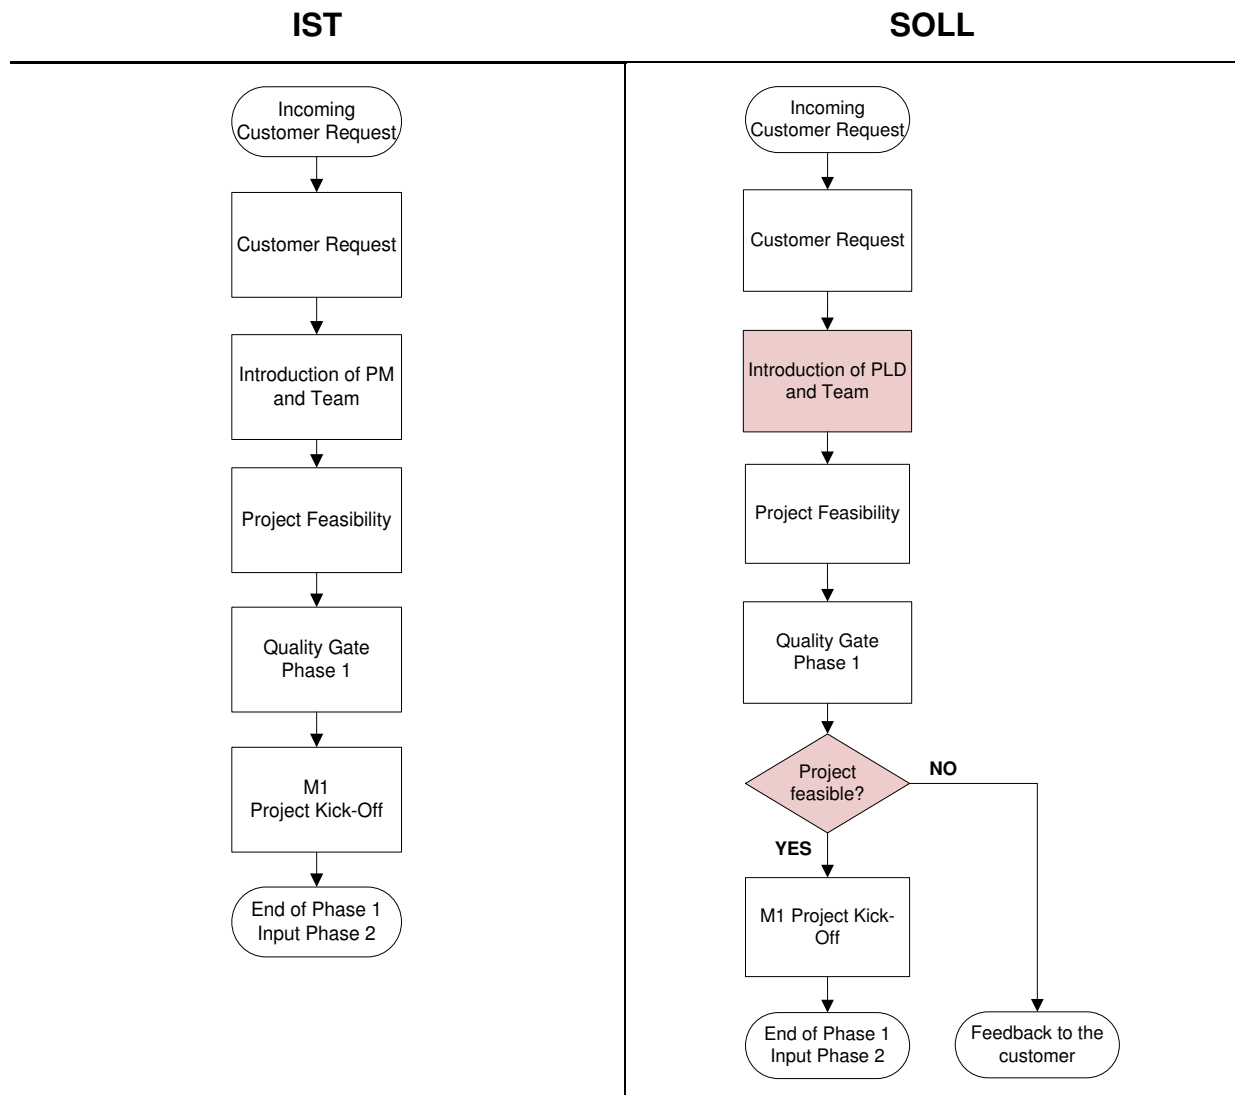 IST
Incoming
Customer Request
Customer Request
Introduction of PM
and Team
Project Feasibility
Quality Gate
Phase 1
M1
Project Kick-Off
End of Phase 1
Input Phase 2
SOLL
Incoming
Customer Request
Customer Request
Introduction of PLD
and Team
Project Feasibility
Quality Gate
Phase 1
Project
feasible?
NO
YES
M1 Project Kick-
Off
End of Phase 1
Input Phase 2
Feedback to the
customer